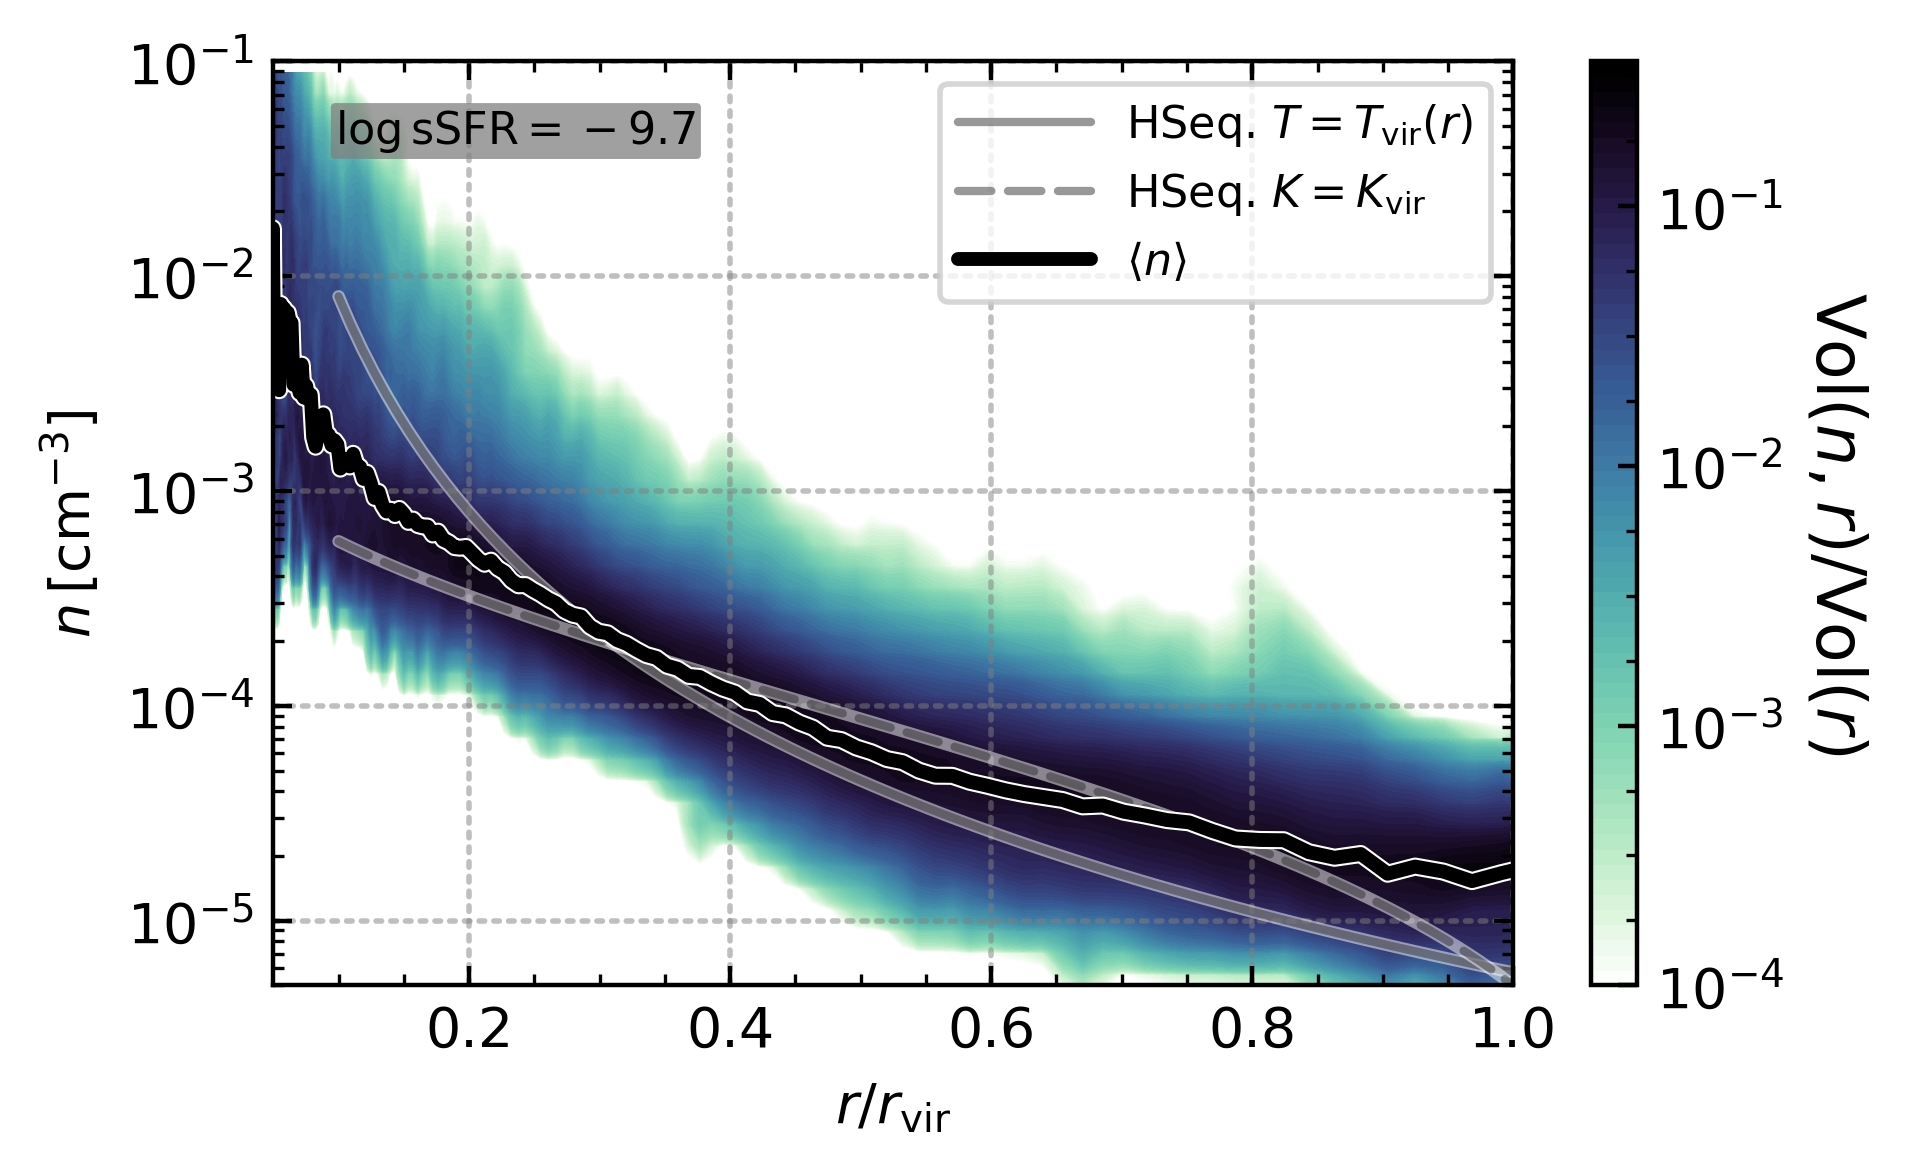 log sSFR = −9.7
HSeq. T = T_vir(r)
HSeq. K = K_vir
⟨n⟩
n [cm⁻³]
10⁻¹
10⁻²
10⁻³
10⁻⁴
10⁻⁵
0.2 0.4 0.6 0.8 1.0
r/r_vir
10⁻¹
10⁻²
10⁻³
10⁻⁴
Vol(n, r)/Vol(r)